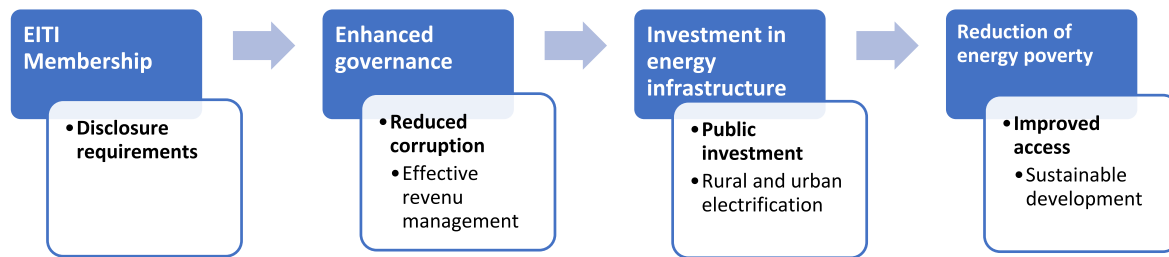 EITI
Membership
• Disclosure
requirements
Enhanced
governance
• Reduced
corruption
• Effective
revenu
management
Investment in
energy
infrastructure
• Public
investment
• Rural and urban
electrification
Reduction of
energy poverty
• Improved
access
• Sustainable
development